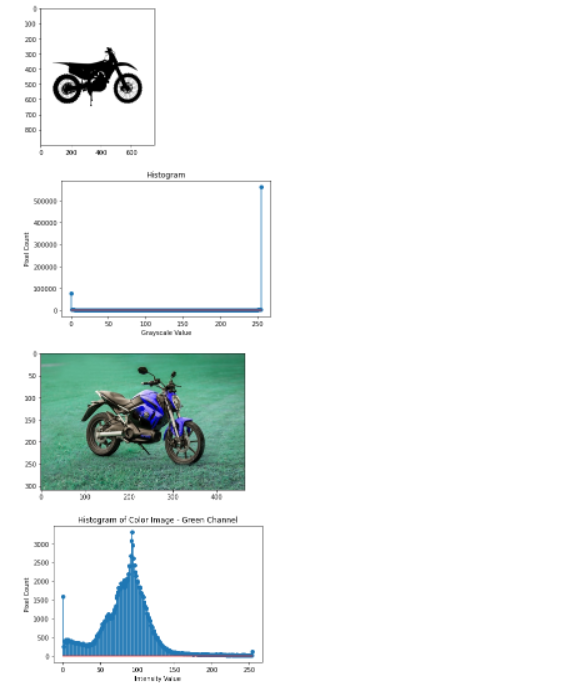 0
100
200
300
400
500
600
700
800
0 200 400 600
Histogram
500000
400000
300000
200000
100000
0
Pixel Count
0 50 100 150 200 250
Grayscale Value
0
50
100
150
200
250
300
0 100 200 300 400
Histogram of Color Image - Green Channel
3000
2500
2000
1500
1000
500
0
Pixel Count
0 50 100 150 200 250
Intensity Value